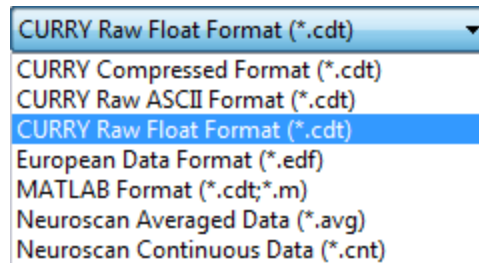 CURRY Raw Float Format (*.cdt)
CURRY Compressed Format (*.cdt)
CURRY Raw ASCII Format (*.cdt)
CURRY Raw Float Format (*.cdt)
European Data Format (*.edf)
MATLAB Format (*.cdt;*.m)
Neuroscan Averaged Data (*.avg)
Neuroscan Continuous Data (*.cnt)